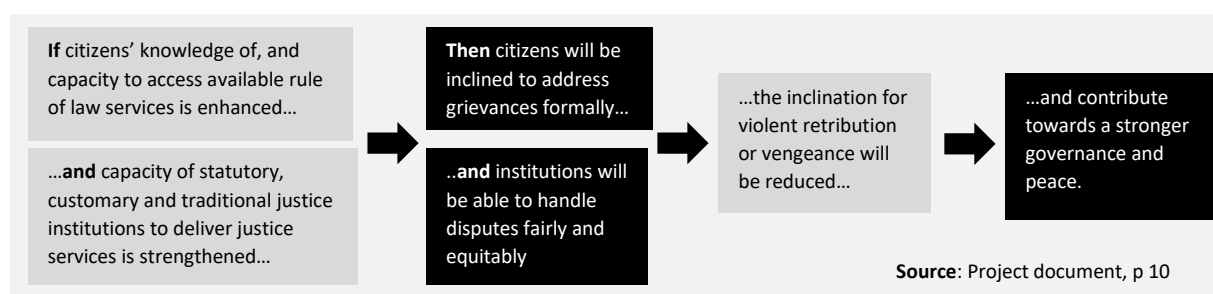 If citizens’ knowledge of, and
capacity to access available rule
of law services is enhanced…
…and capacity of statutory,
customary and traditional justice
institutions to deliver justice
services is strengthened…
Then citizens will be
inclined to address
grievances formally…
..and institutions will
be able to handle
disputes fairly and
equitably
…the inclination for
violent retribution
or vengeance will
be reduced…
…and contribute
towards a stronger
governance and
peace.
Source: Project document, p 10